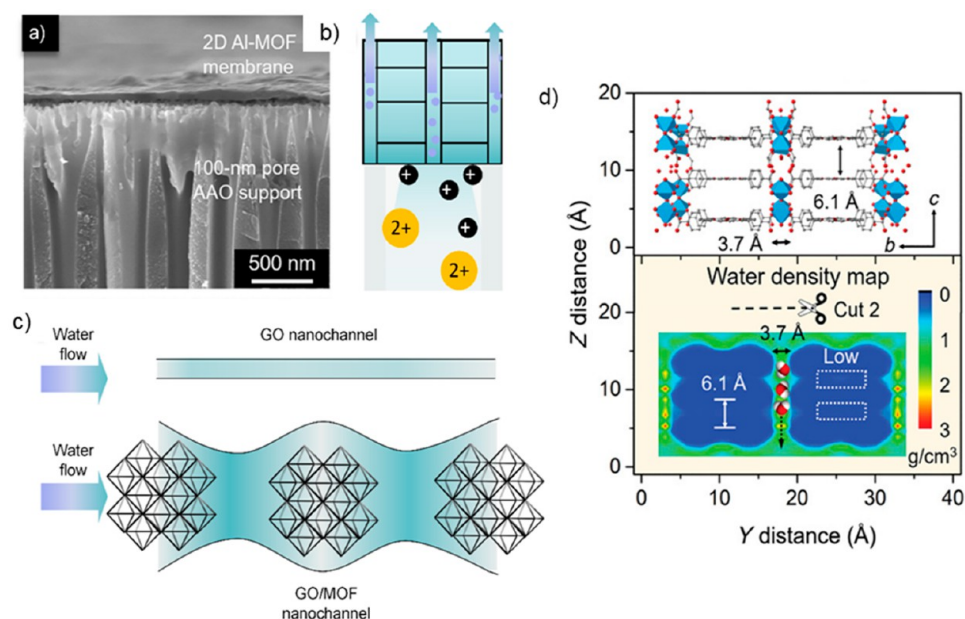 a)
2D Al-MOF
membrane
100-nm pore
AAO support
500 nm
b)
+
+
+
+
2+
2+
c)
Water
flow
GO nanochannel
Water
flow
GO/MOF
nanochannel
d)
20
10
0
6.1 Å
3.7 Å
c
b
Z distance (Å)
Water density map
Cut 2
3.7 Å
Low
6.1 Å
20
10
0
0
1
2
3
g/cm³
0 10 20 30 40
Y distance (Å)